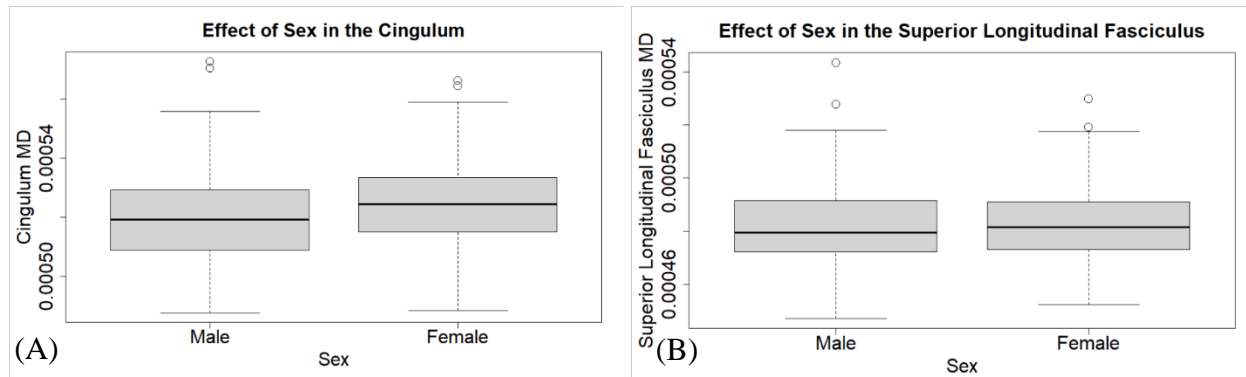 Effect of Sex in the Cingulum
Cingulum MD
0.00054
0.00050
Male
Female
Sex
(A)
Effect of Sex in the Superior Longitudinal Fasciculus
Superior Longitudinal Fasciculus MD
0.00054
0.00050
0.00046
Male
Female
Sex
(B)